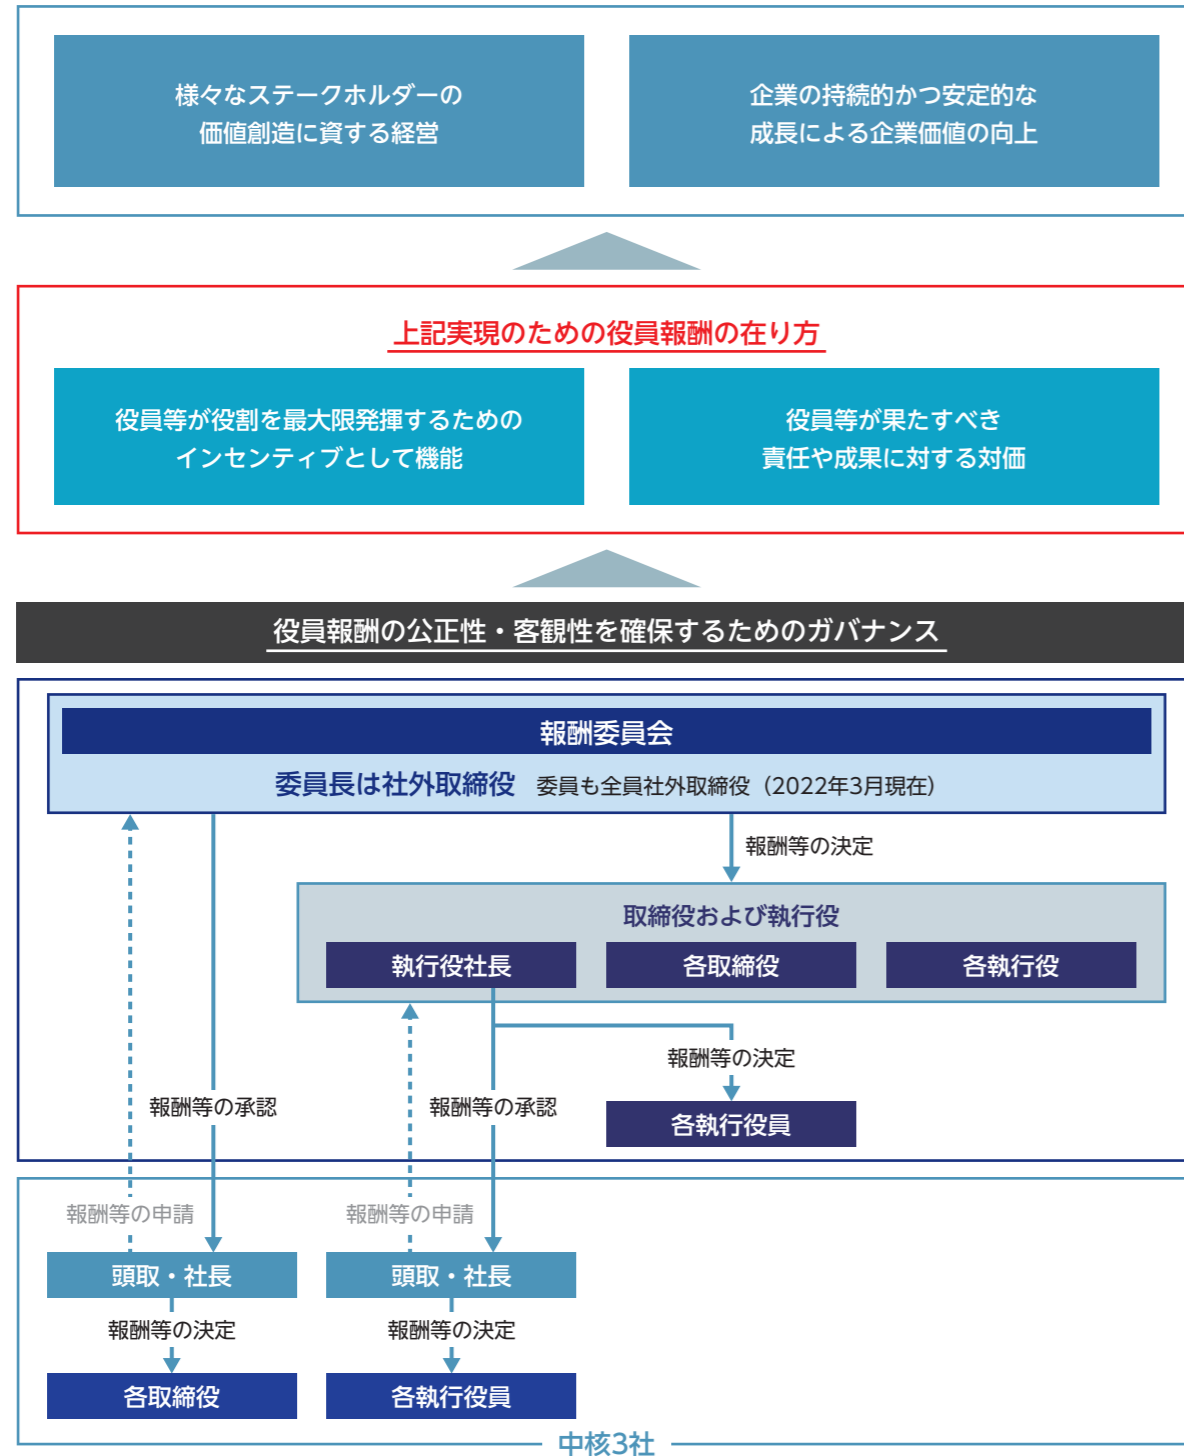 様々なステークホルダーの
価値創造に資する経営
企業の持続的かつ安定的な
成長による企業価値の向上
上記実現のための役員報酬の在り方
役員等が役割を最大限発揮するための
インセンティブとして機能
役員等が果たすべき
責任や成果に対する対価
役員報酬の公正性・客観性を確保するためのガバナンス
報酬委員会
委員長は社外取締役 委員も全員社外取締役（2022年3月現在）
報酬等の決定
取締役および執行役
執行役社長
各取締役
各執行役
報酬等の決定
報酬等の承認
報酬等の承認
各執行役員
報酬等の申請
報酬等の申請
頭取・社長
頭取・社長
報酬等の決定
報酬等の決定
各取締役
各執行役員
中核3社